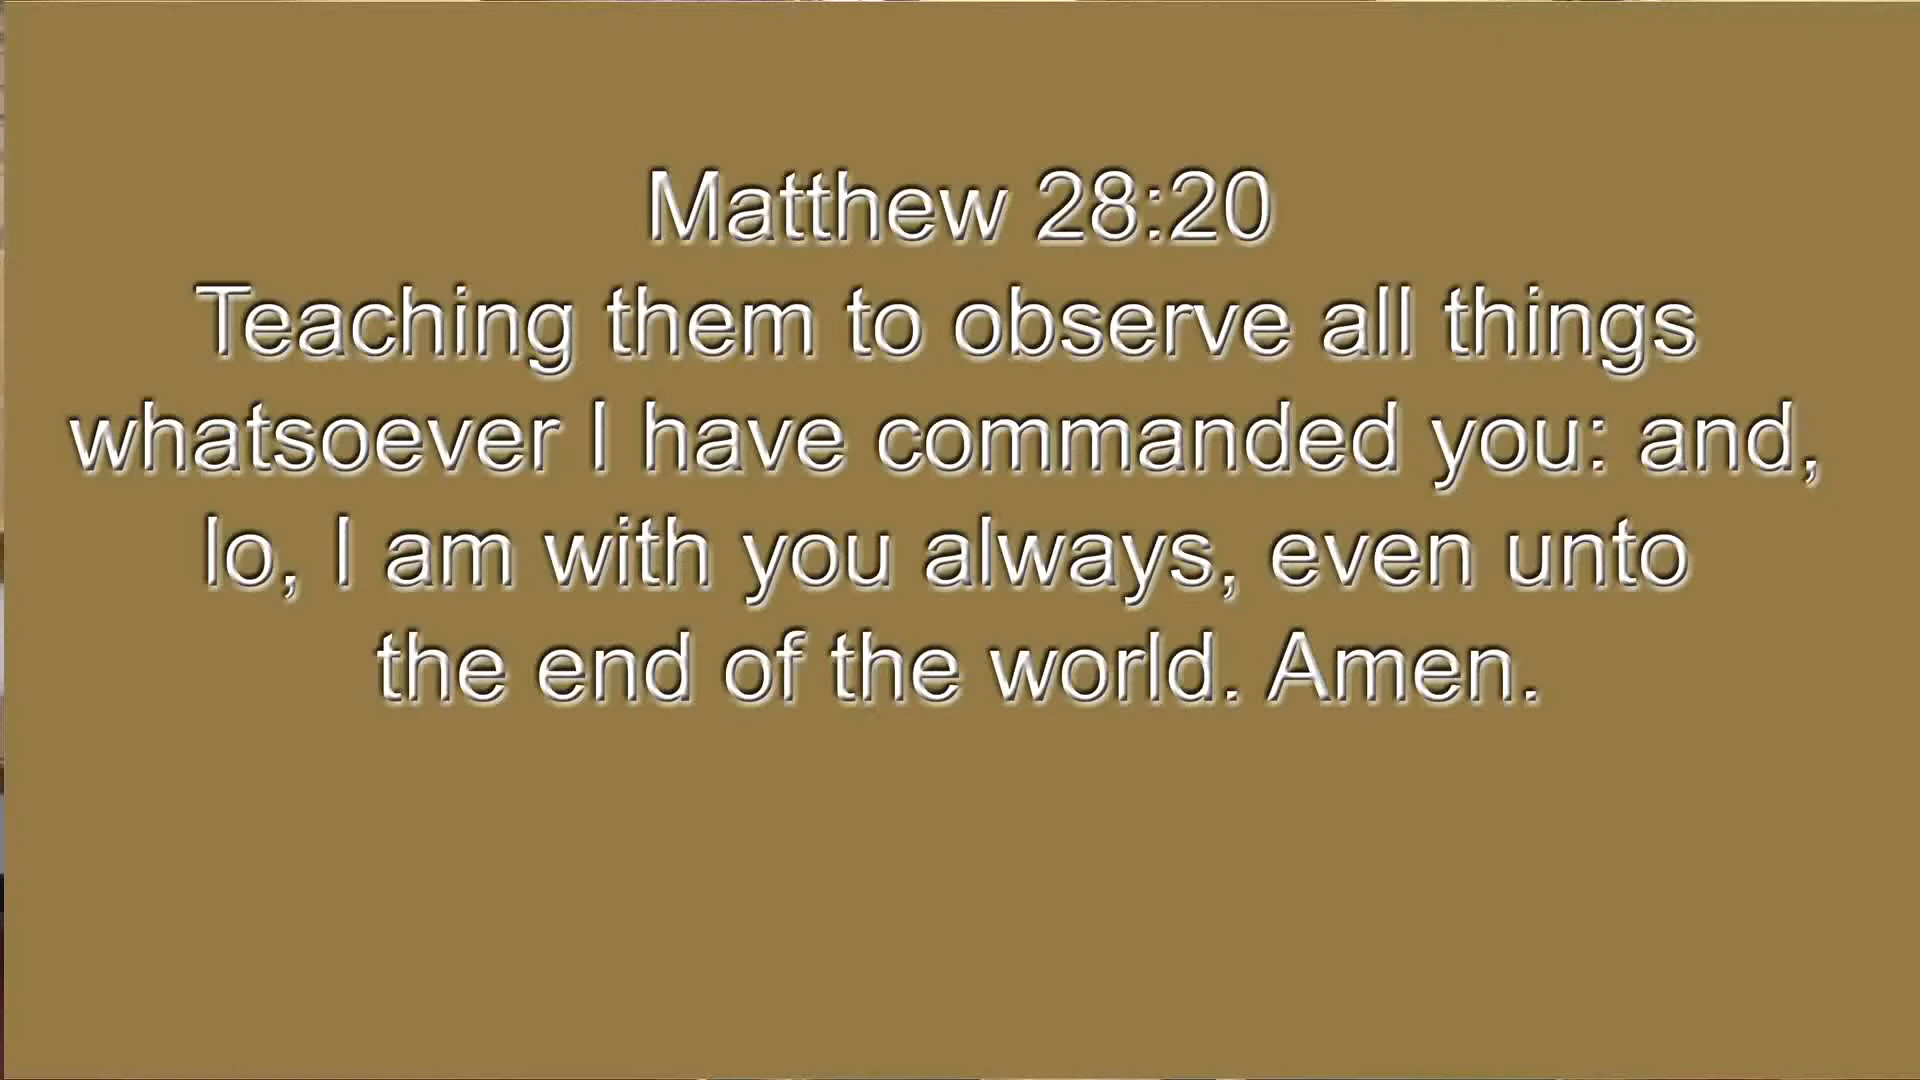 Matthew 28:20
Teaching them to observe all things
whatsoever I have commanded you: and,
lo, I am with you always, even unto
the end of the world. Amen.